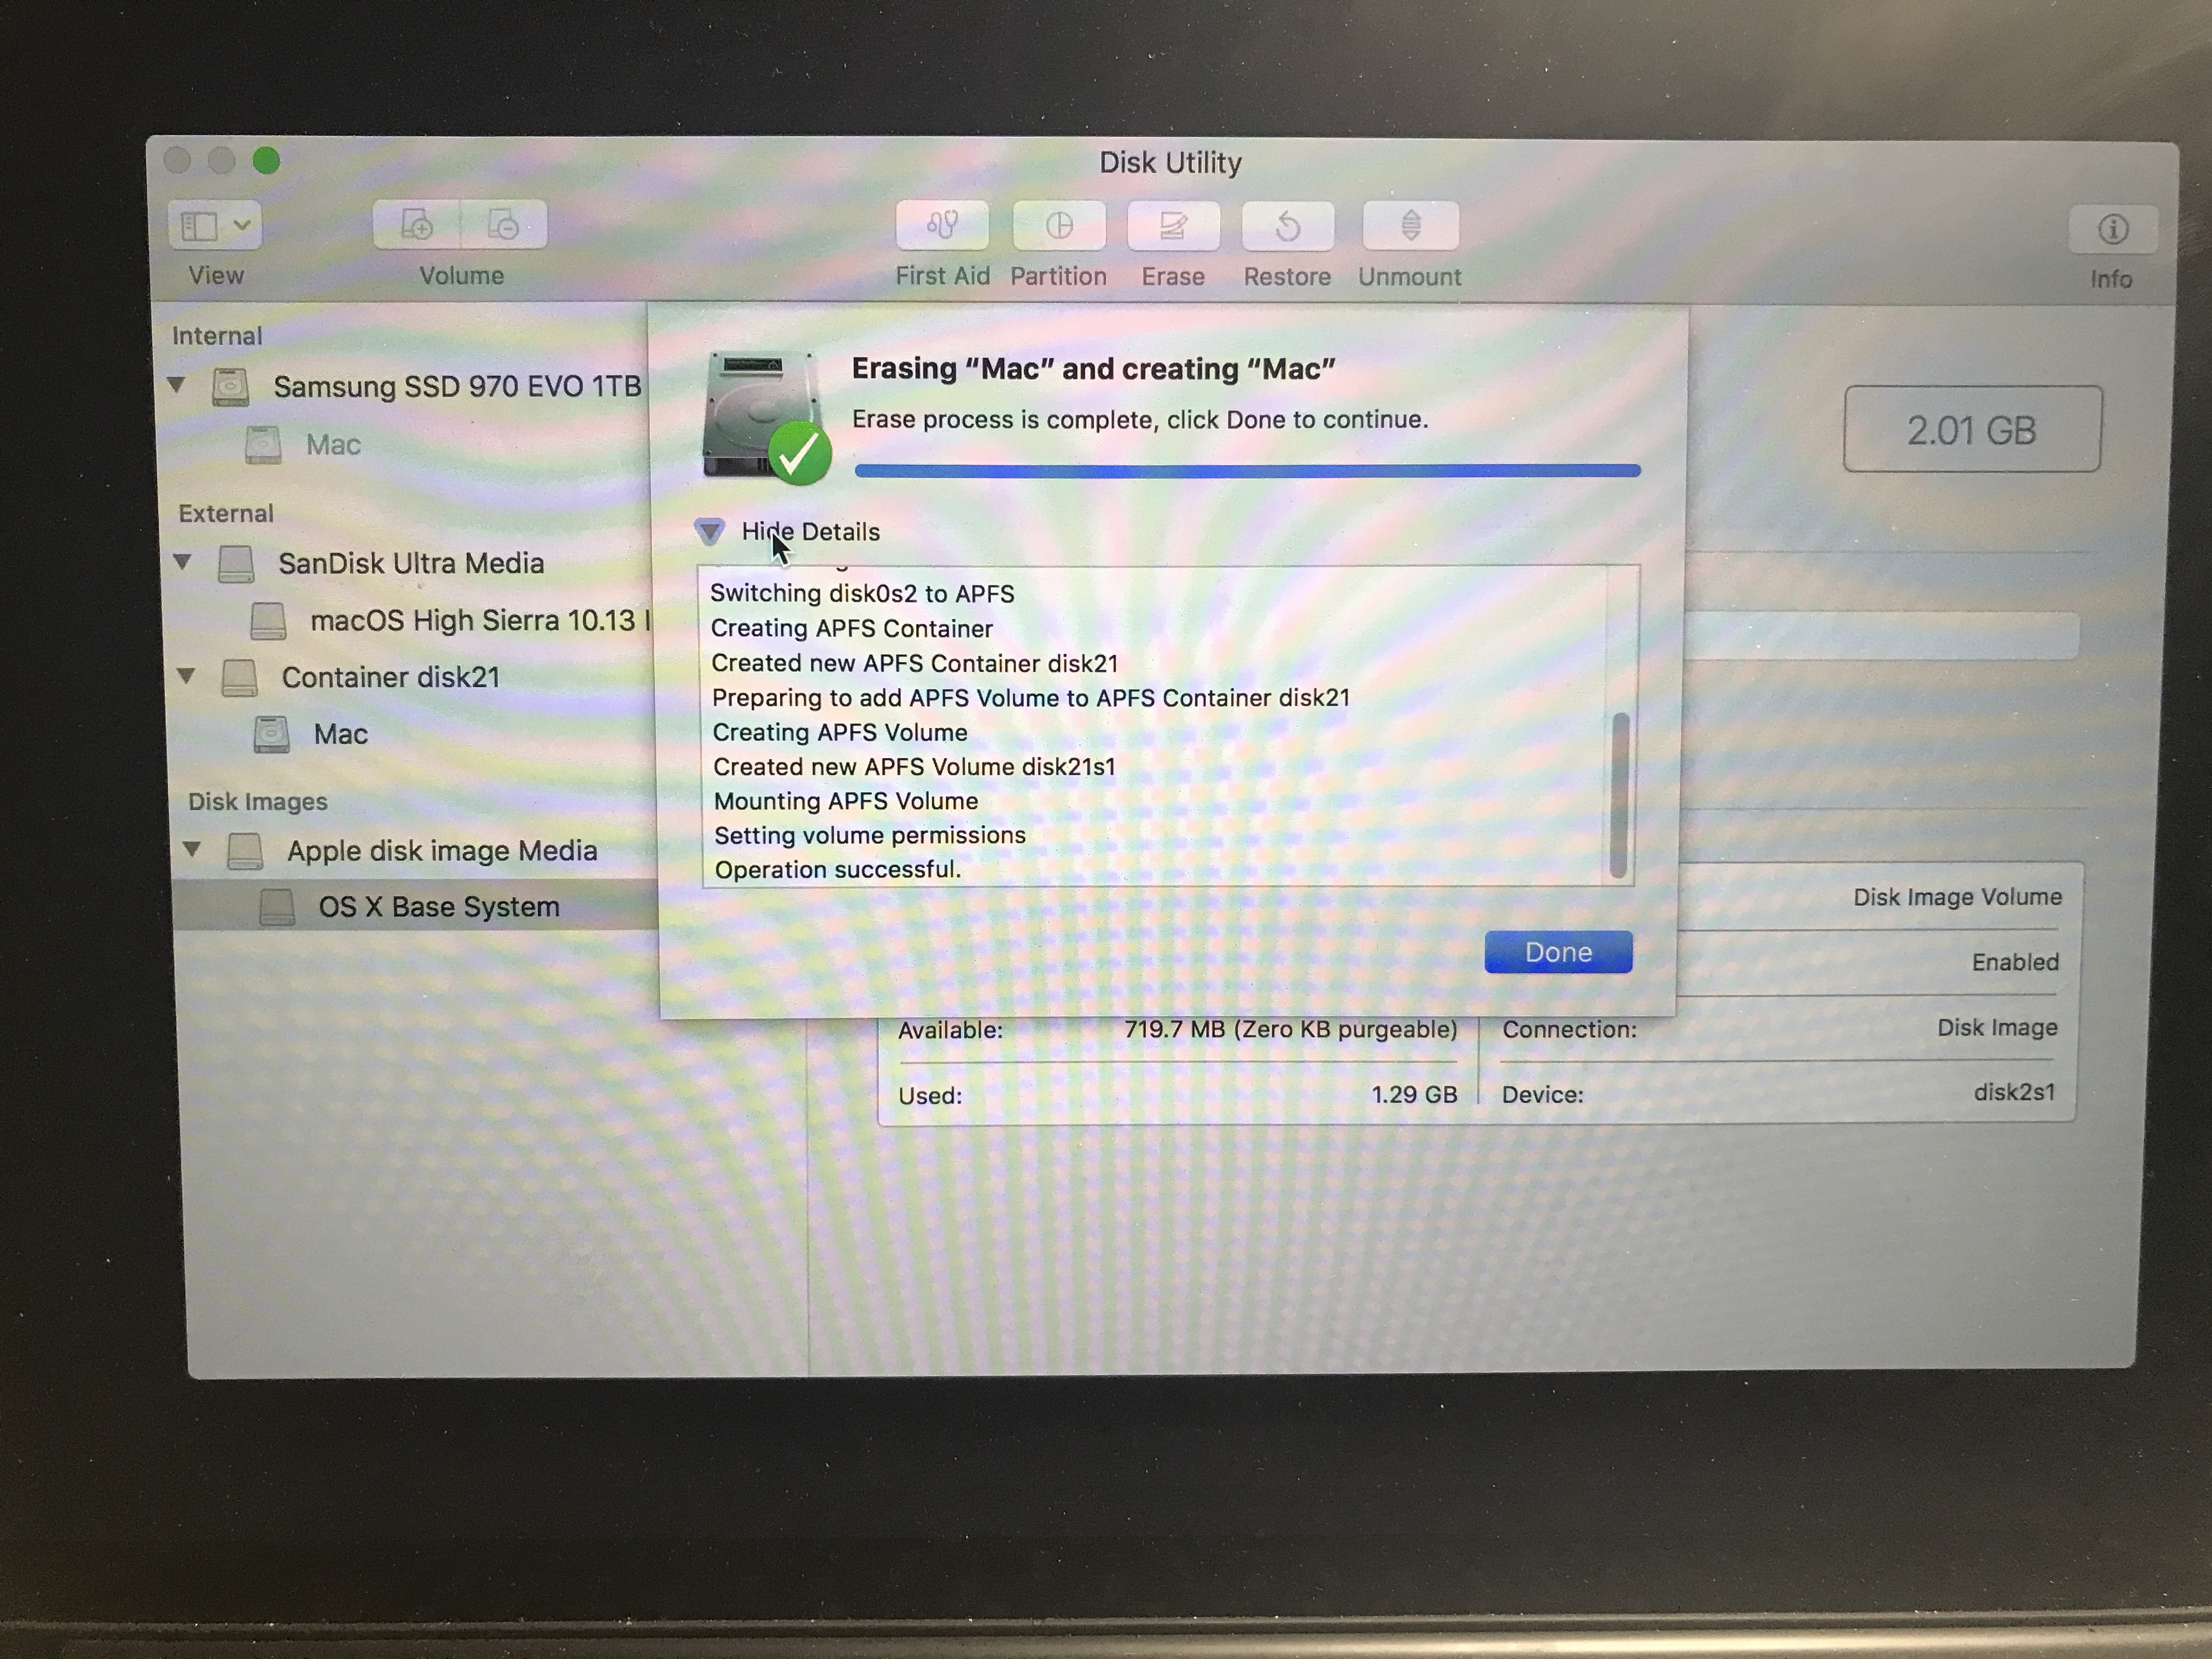 Disk Utility
View
Volume
First Aid
Partition
Erase
Restore
Unmount
Info
Internal
Samsung SSD 970 EVO 1TB
Mac
External
SanDisk Ultra Media
macOS High Sierra 10.13 I
Container disk21
Mac
Disk Images
Apple disk image Media
OS X Base System
Erasing “Mac” and creating “Mac”
Erase process is complete, click Done to continue.
Hide Details
Switching disk0s2 to APFS
Creating APFS Container
Created new APFS Container disk21
Preparing to add APFS Volume to APFS Container disk21
Creating APFS Volume
Created new APFS Volume disk21s1
Mounting APFS Volume
Setting volume permissions
Operation successful.
Done
2.01 GB
Disk Image Volume
Enabled
Available: 719.7 MB (Zero KB purgeable)
Connection: Disk Image
Used: 1.29 GB
Device: disk2s1